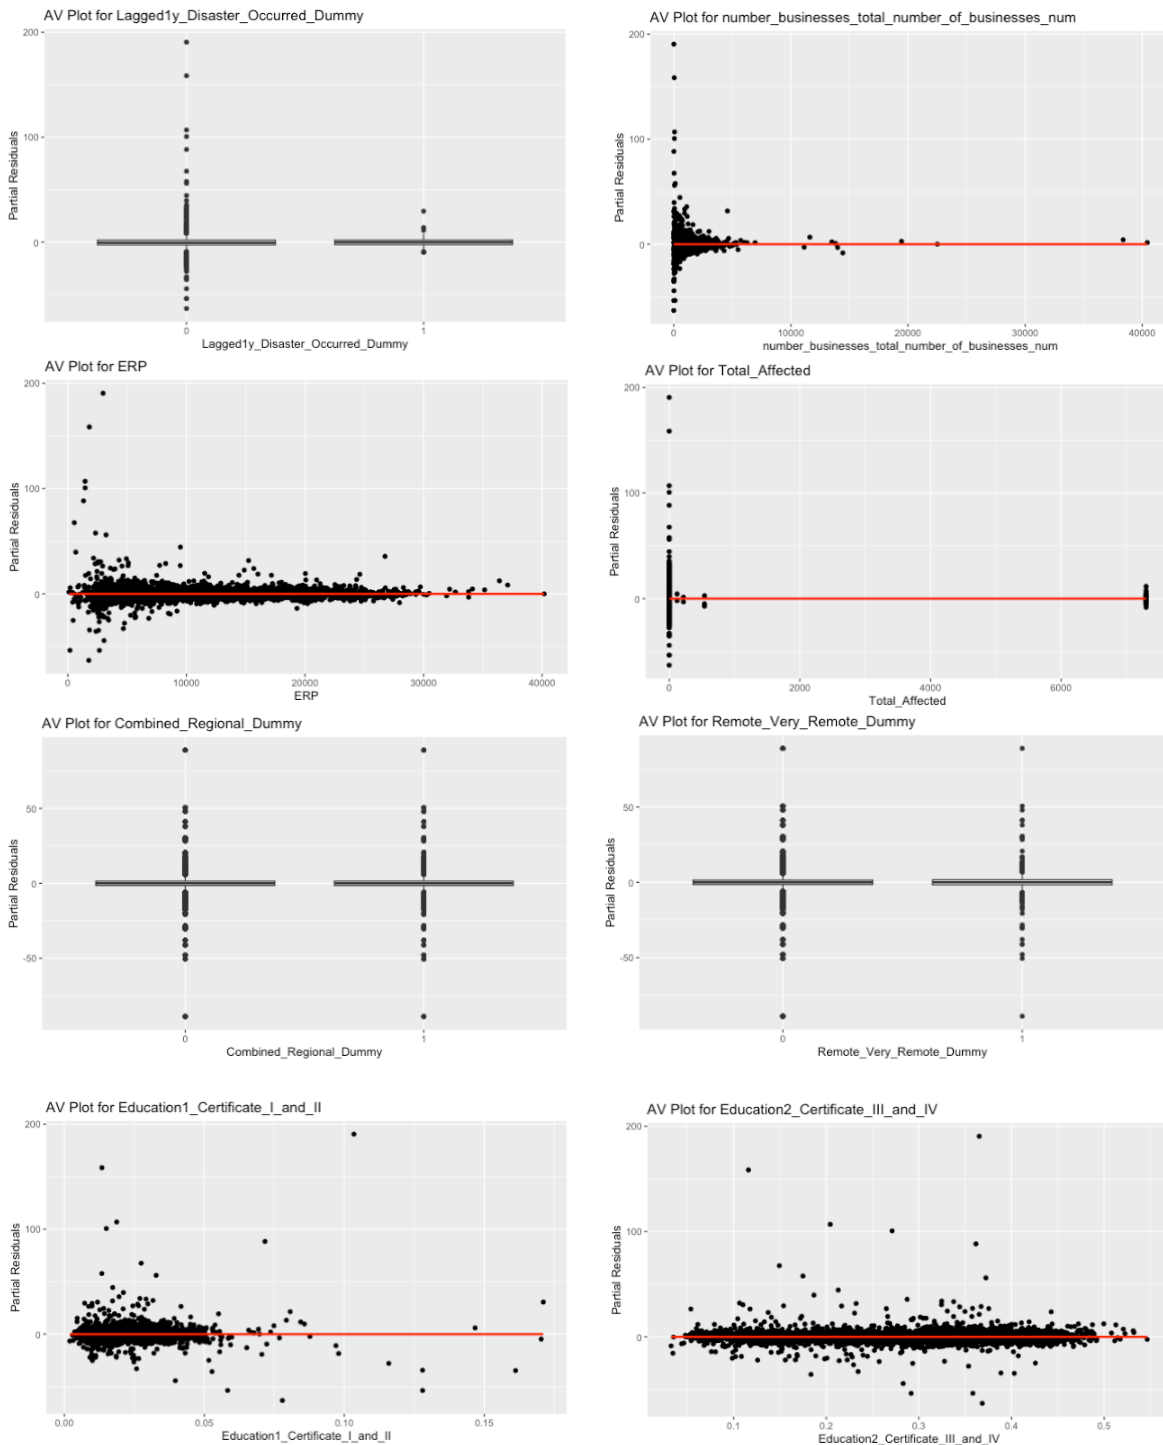 AV Plot for Lagged1y_Disaster_Occurred_Dummy
200
100
0
Partial Residuals
0
1
Lagged1y_Disaster_Occurred_Dummy
AV Plot for number_businesses_total_number_of_businesses_num
200
100
0
Partial Residuals
0
10000
20000
30000
40000
number_businesses_total_number_of_businesses_num
AV Plot for ERP
200
100
0
Partial Residuals
0
10000
20000
30000
40000
ERP
AV Plot for Total_Affected
200
100
0
Partial Residuals
0
2000
4000
6000
Total_Affected
AV Plot for Combined_Regional_Dummy
50
0
-50
Partial Residuals
0
1
Combined_Regional_Dummy
AV Plot for Remote_Very_Remote_Dummy
50
0
-50
Partial Residuals
0
1
Remote_Very_Remote_Dummy
AV Plot for Education1_Certificate_I_and_II
200
100
0
Partial Residuals
0.00
0.05
0.10
0.15
Education1_Certificate_I_and_II
AV Plot for Education2_Certificate_III_and_IV
200
100
0
Partial Residuals
0.1
0.2
0.3
0.4
0.5
Education2_Certificate_III_and_IV